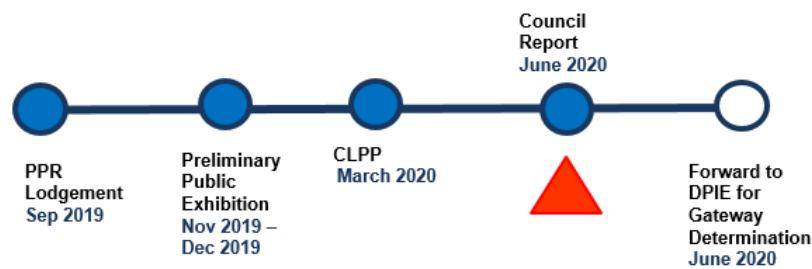 PPR
Lodgement
Sep 2019
Preliminary
Public
Exhibition
Nov 2019 –
Dec 2019
CLPP
March 2020
Council
Report
June 2020
Forward to
DPIE for
Gateway
Determination
June 2020